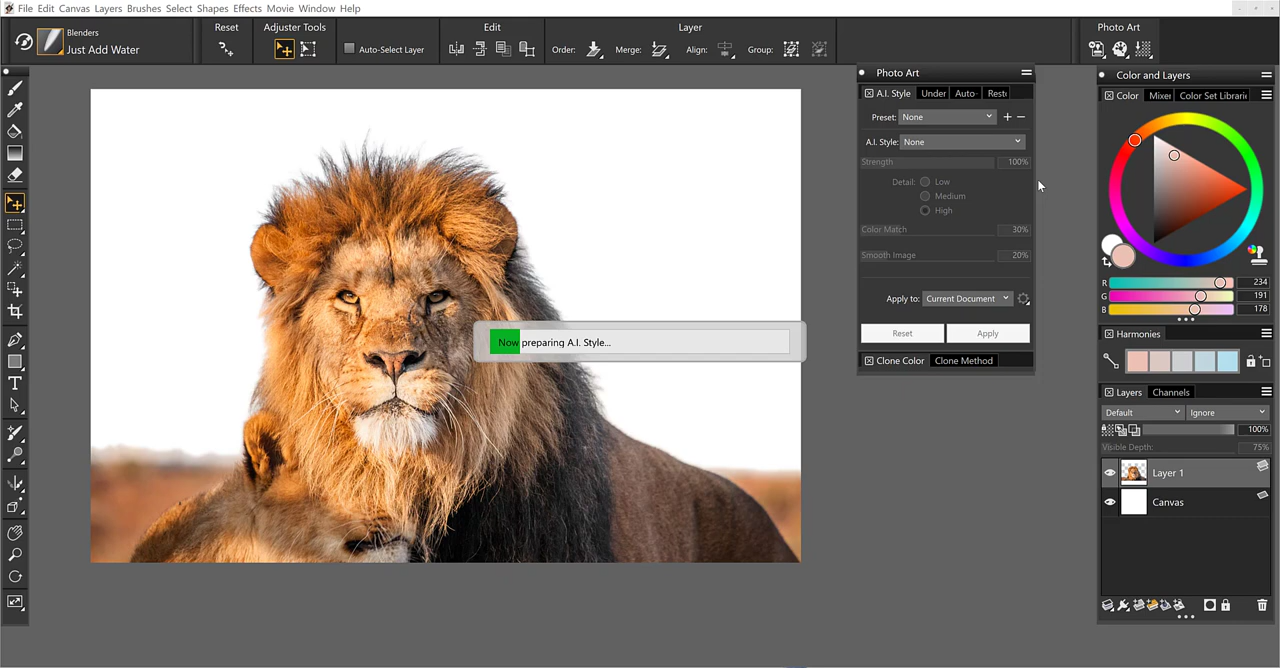 File Edit Canvas Layers Brushes Select Shapes Effects Movie Window Help
Blenders
Just Add Water
Reset
Adjuster Tools
Auto-Select Layer
Edit
Layer
Order:
Merge:
Align:
Group:
Photo Art
Photo Art
A.I. Style
Under
Auto-
Resto
Preset:
None
A.I. Style:
None
Strength
100%
Detail:
Low
Medium
High
Color Match
30%
Smooth Image
20%
Apply to:
Current Document
Reset
Apply
Clone Color
Clone Method
Now preparing A.I. Style...
Color and Layers
Color
Mixer
Color Set Librari
R
234
G
191
B
178
Harmonies
Layers
Channels
Default
Ignore
100%
Visible Depth:
75%
Layer 1
Canvas
T